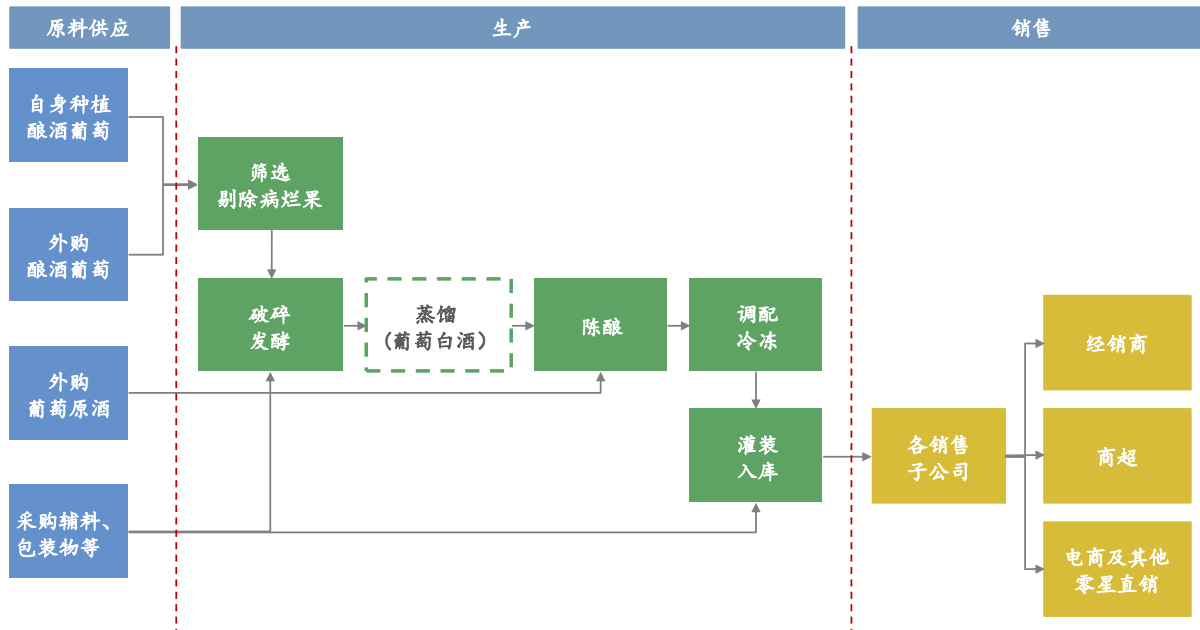 原料供应
生产
销售
自身种植
酿酒葡萄
外购
酿酒葡萄
外购
葡萄原酒
采购辅料、
包装物等
筛选
剔除病烂果
破碎
发酵
蒸馏
（葡萄白酒）
陈酿
调配
冷冻
灌装
入库
各销售
子公司
经销商
商超
电商及其他
零星直销